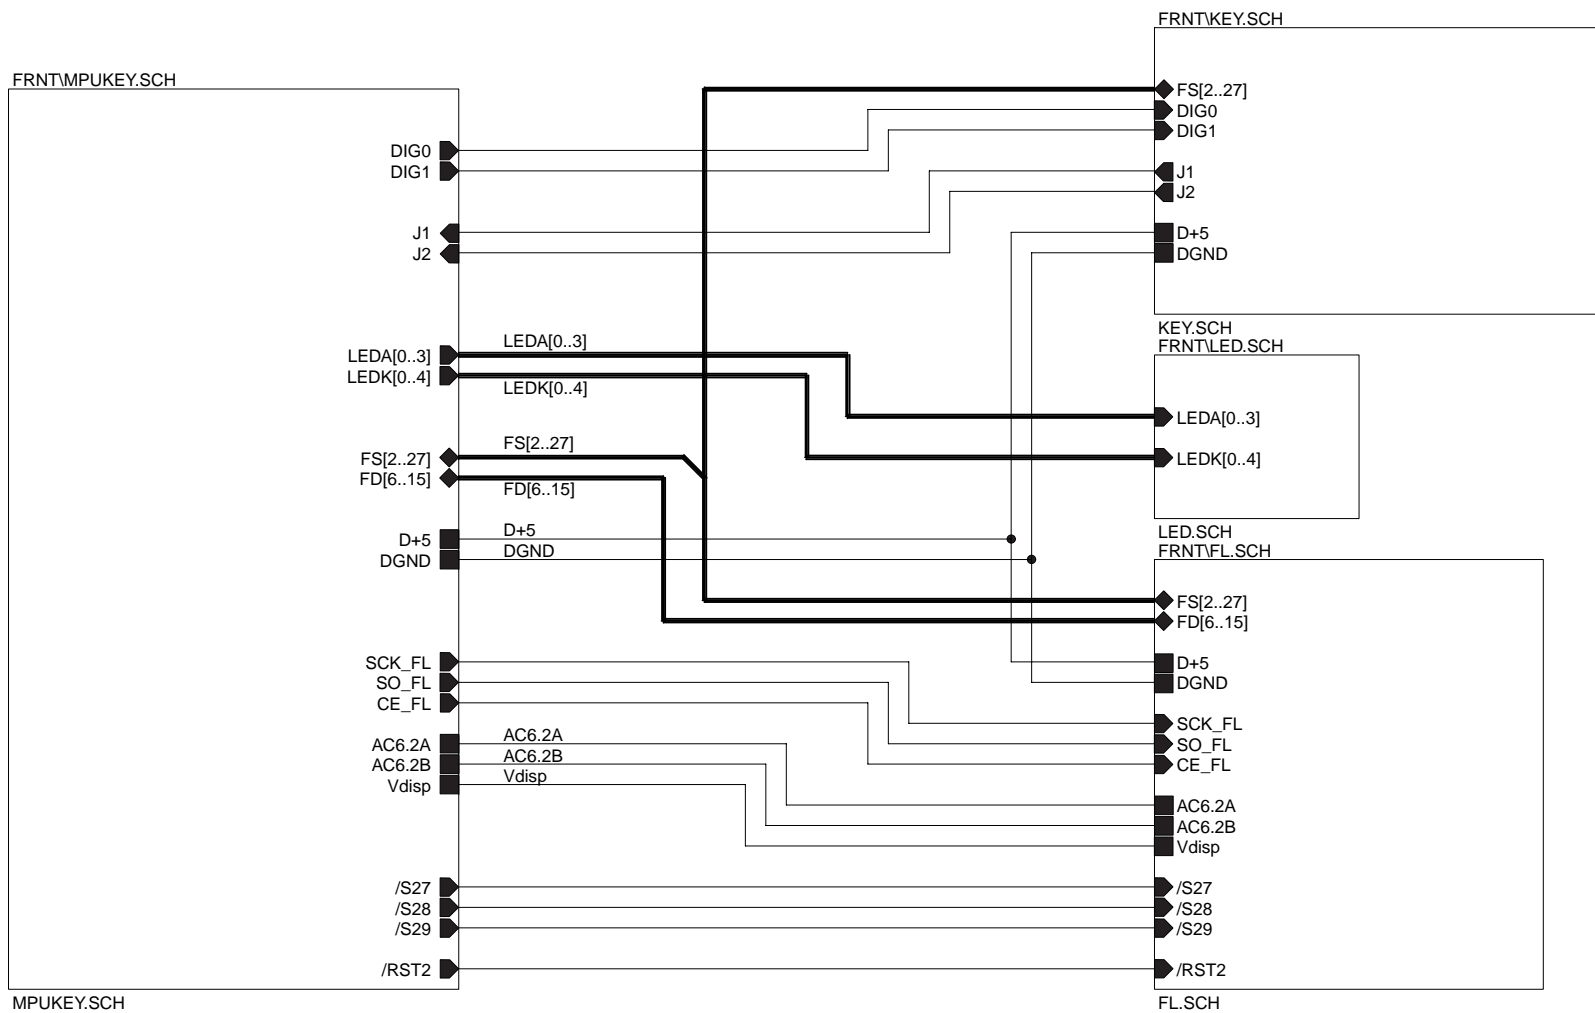 FRNT\MPUKEY.SCH
DIG0
DIG1
J1
J2
LEDA[0..3]
LEDK[0..4]
FS[2..27]
FD[6..15]
D+5
DGND
SCK_FL
SO_FL
CE_FL
AC6.2A
AC6.2B
Vdisp
/S27
/S28
/S29
/RST2
MPUKEY.SCH
LEDA[0..3]
LEDK[0..4]
FS[2..27]
FD[6..15]
D+5
DGND
AC6.2A
AC6.2B
Vdisp
FRNT\KEY.SCH
FS[2..27]
DIG0
DIG1
J1
J2
D+5
DGND
KEY.SCH
FRNT\LED.SCH
LEDA[0..3]
LEDK[0..4]
LED.SCH
FRNT\FL.SCH
FS[2..27]
FD[6..15]
D+5
DGND
SCK_FL
SO_FL
CE_FL
AC6.2A
AC6.2B
Vdisp
/S27
/S28
/S29
/RST2
FL.SCH